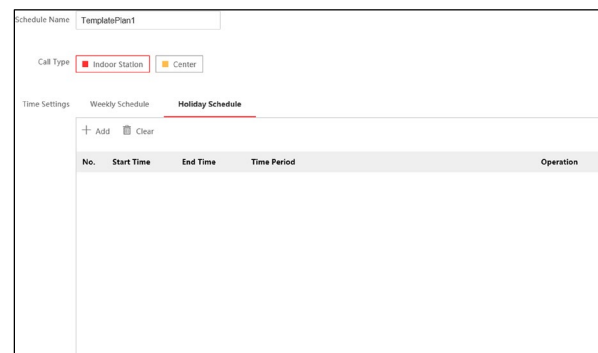 Schedule Name TemplatePlan1
Call Type Indoor Station Center
Time Settings Weekly Schedule Holiday Schedule
Add Clear
No. Start Time End Time Time Period Operation